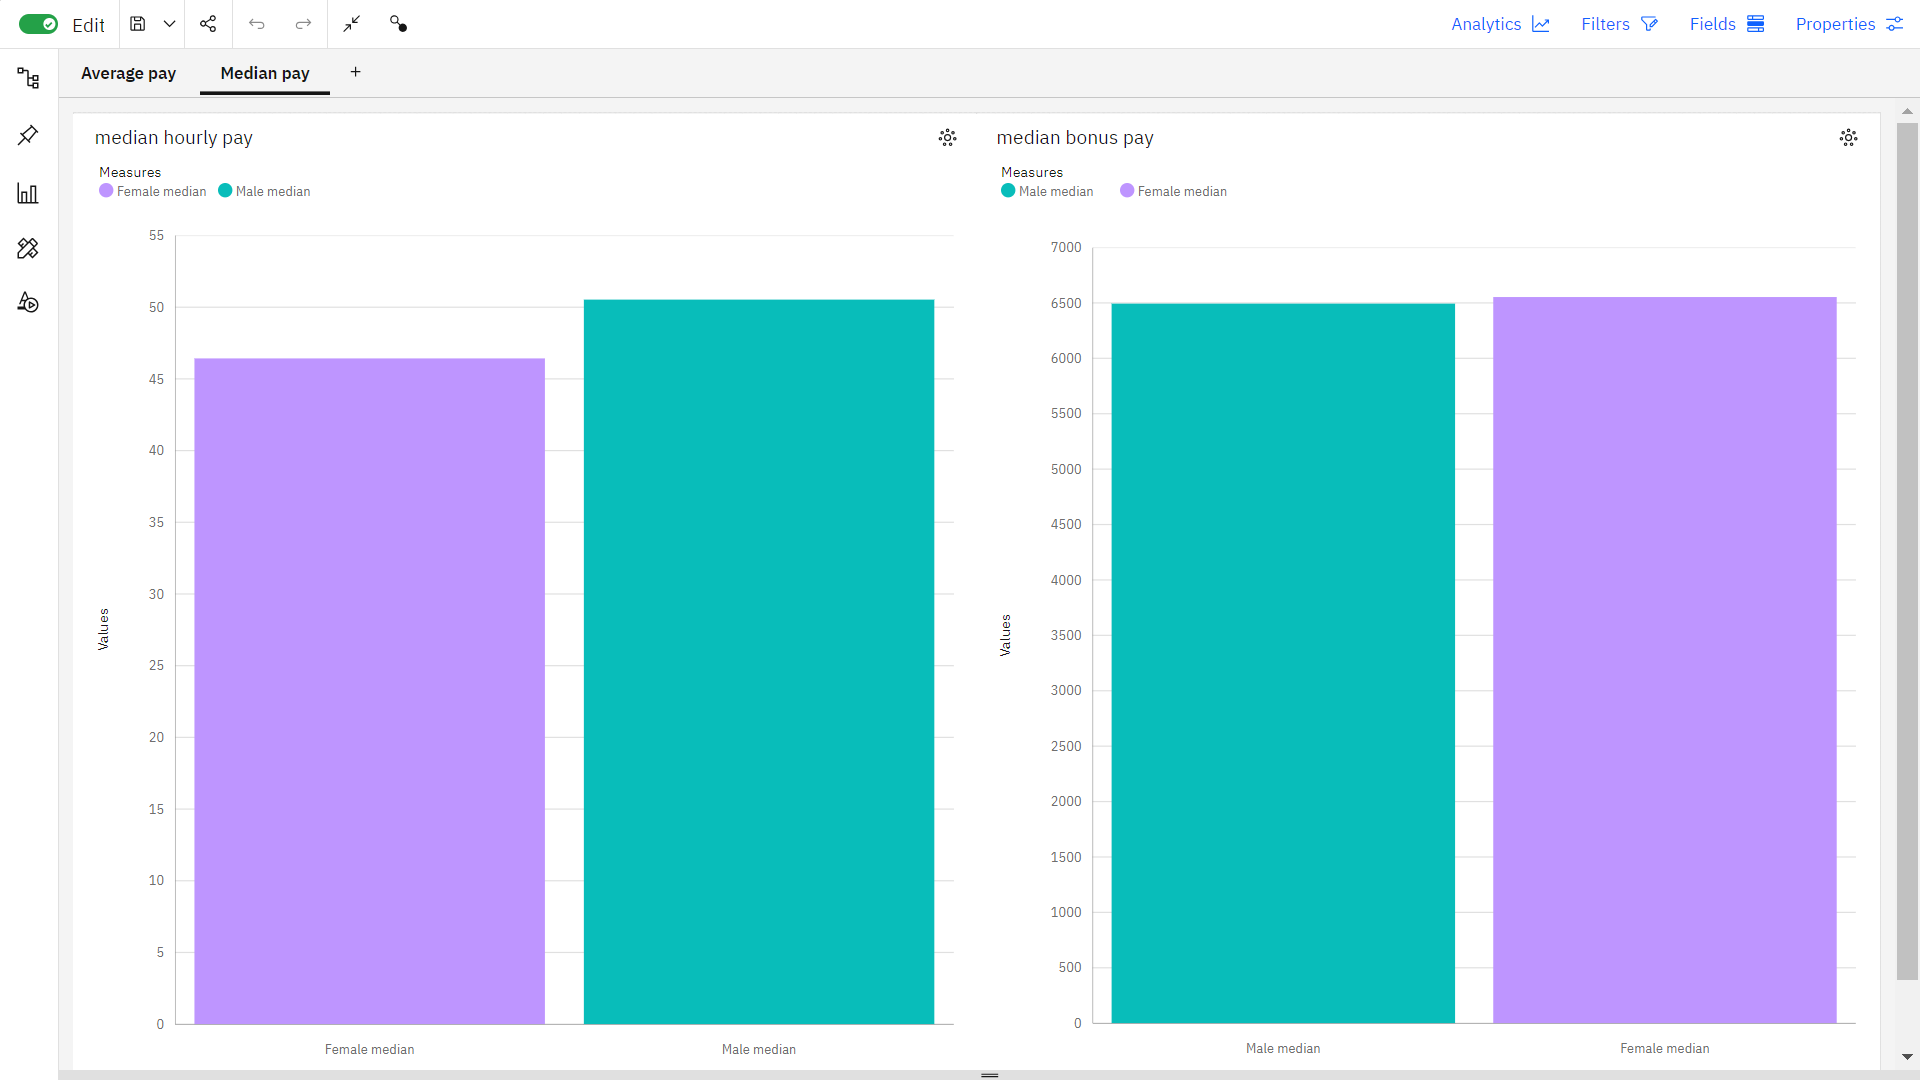 Edit
Analytics
Filters
Fields
Properties
Average pay
Median pay
+
median hourly pay
Measures
Female median
Male median
55
50
45
40
35
30
25
20
15
10
5
0
Values
Female median
Male median
median bonus pay
Measures
Male median
Female median
7000
6500
6000
5500
5000
4500
4000
3500
3000
2500
2000
1500
1000
500
0
Values
Male median
Female median